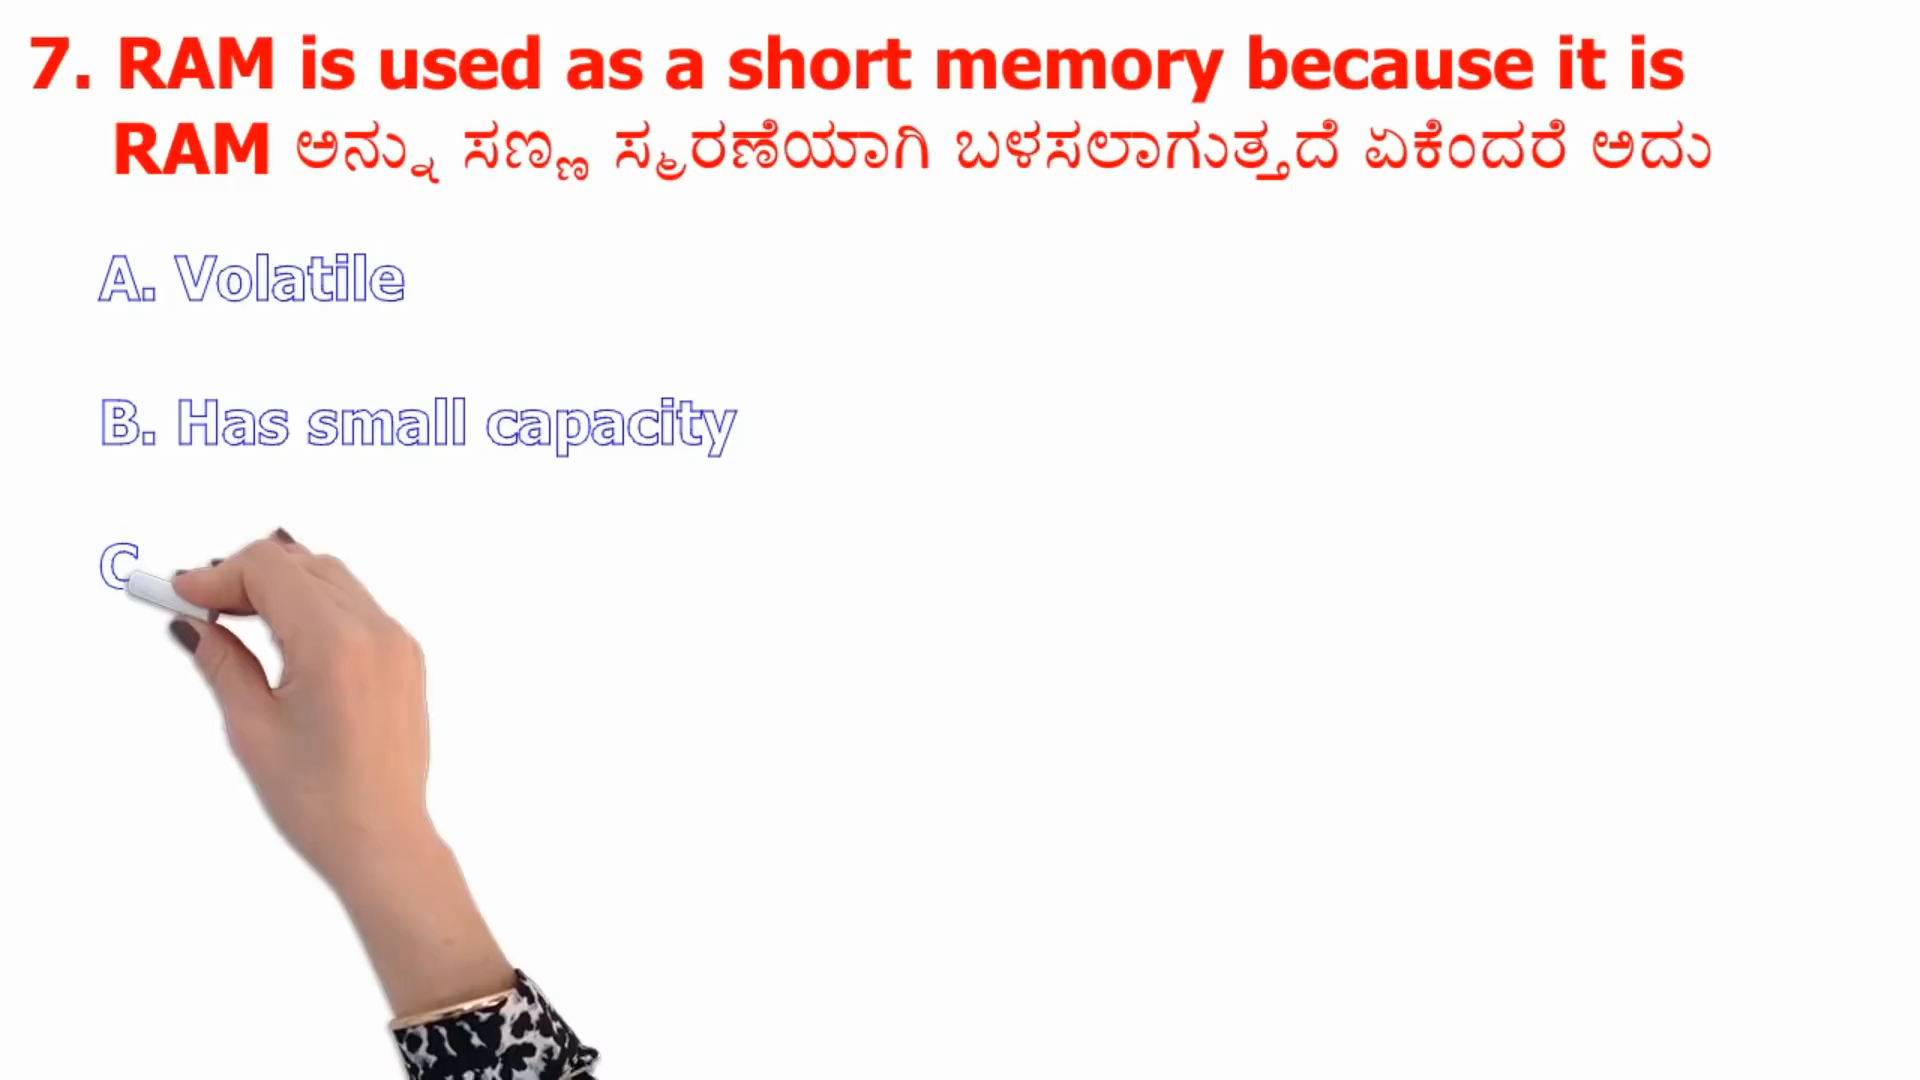 7. RAM is used as a short memory because it is
RAM ಅನ್ನು ಸಣ್ಣ ಸ್ಮರಣೆಯಾಗಿ ಬಳಸಲಾಗುತ್ತದೆ ಏಕೆಂದರೆ ಅದು
A. Volatile
B. Has small capacity
C